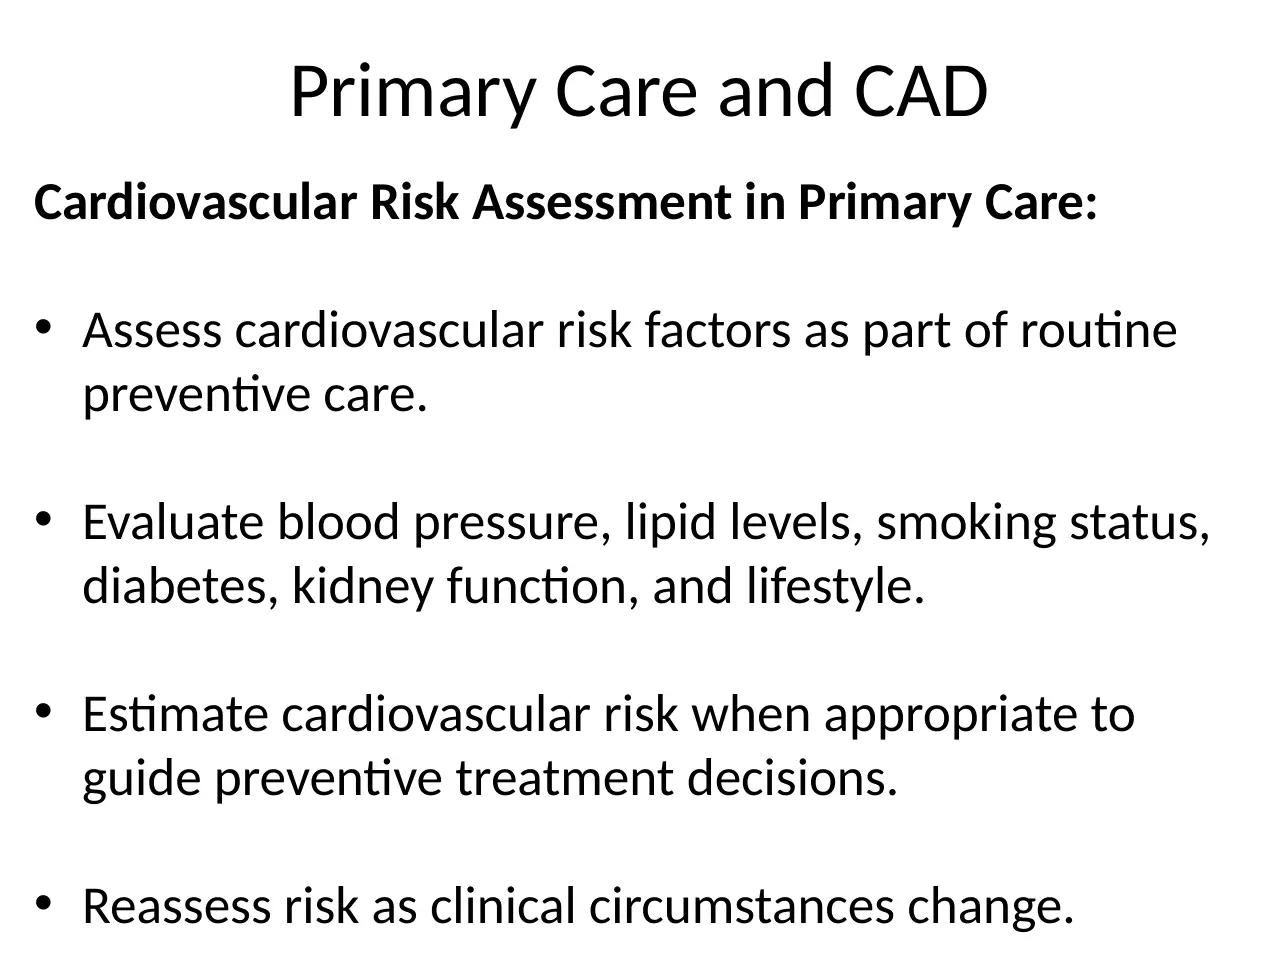 Primary Care and CAD
Cardiovascular Risk Assessment in Primary Care:
• Assess cardiovascular risk factors as part of routine
preventive care.
• Evaluate blood pressure, lipid levels, smoking status,
diabetes, kidney function, and lifestyle.
• Estimate cardiovascular risk when appropriate to
guide preventive treatment decisions.
• Reassess risk as clinical circumstances change.